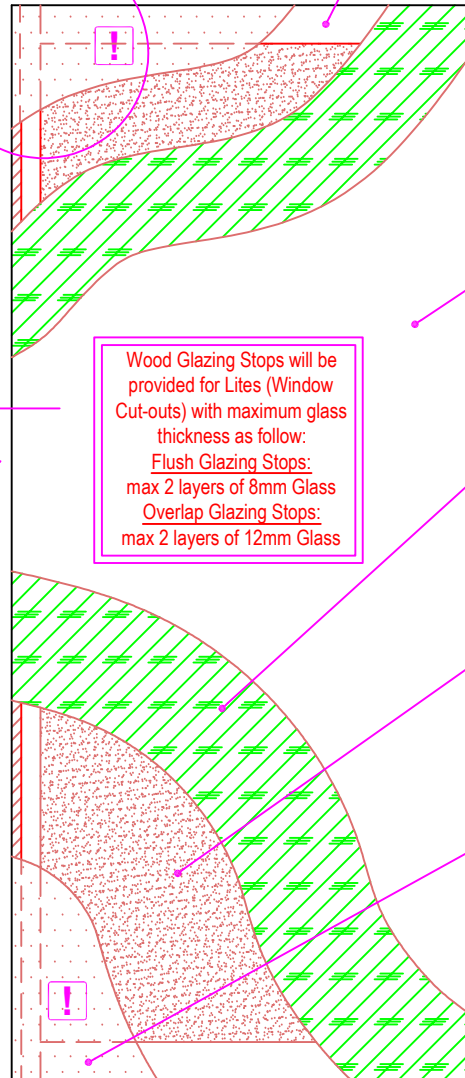 !
Wood Glazing Stops will be
provided for Lites (Window
Cut-outs) with maximum glass
thickness as follow:
Flush Glazing Stops:
max 2 layers of 8mm Glass
Overlap Glazing Stops:
max 2 layers of 12mm Glass
!